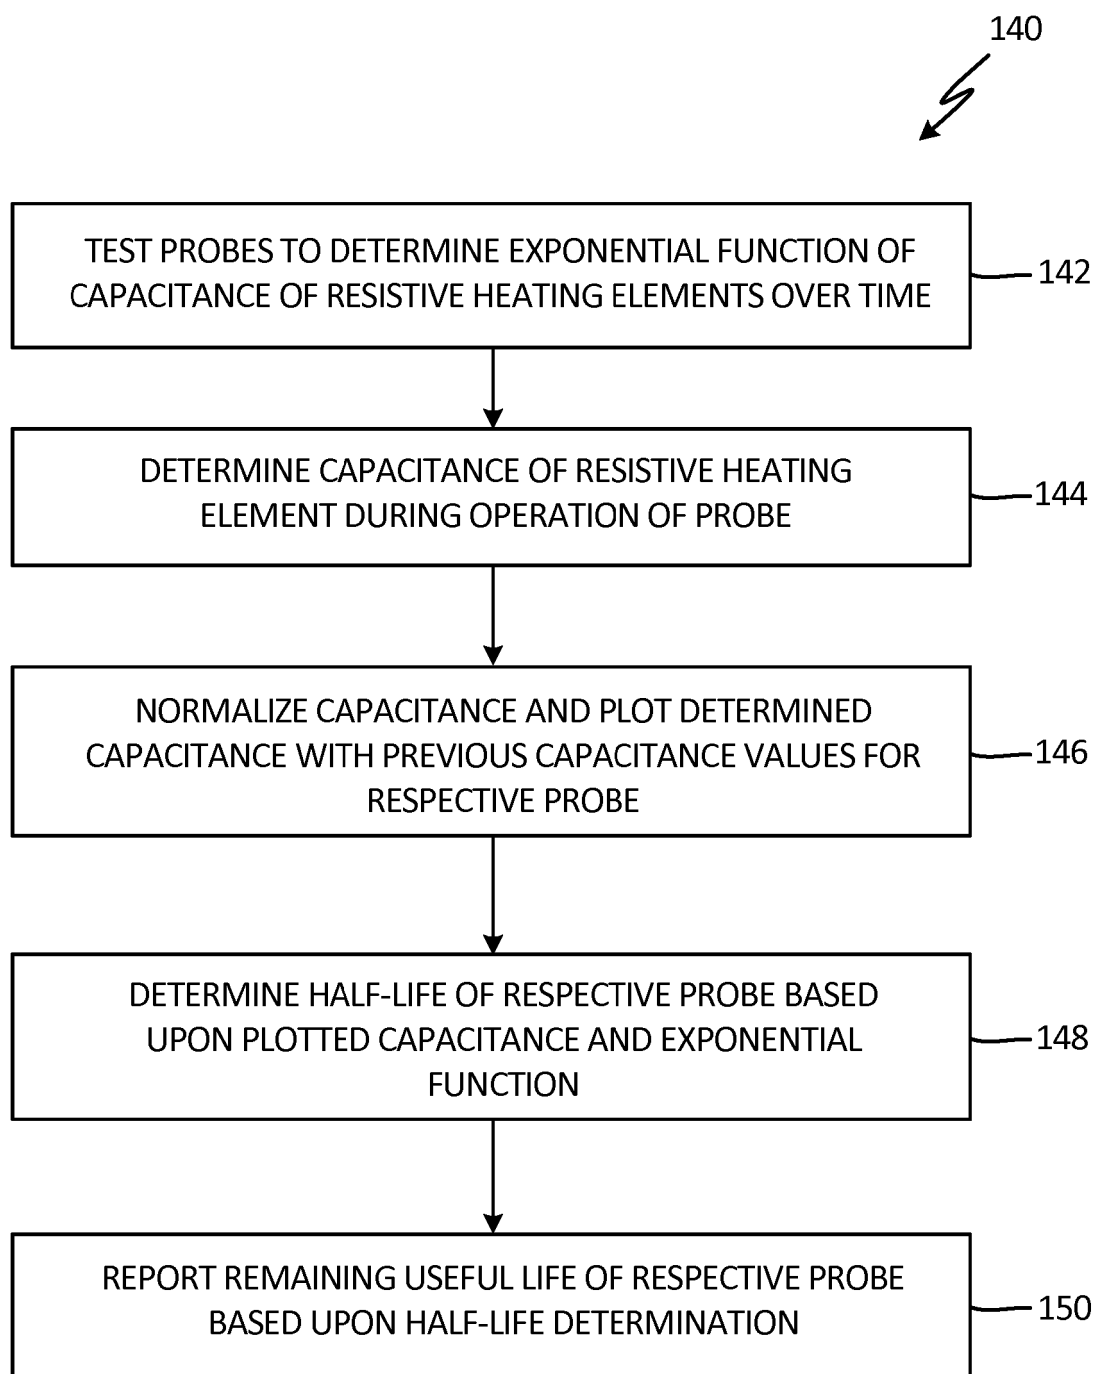 140
TEST PROBES TO DETERMINE EXPONENTIAL FUNCTION OF
CAPACITANCE OF RESISTIVE HEATING ELEMENTS OVER TIME
142
DETERMINE CAPACITANCE OF RESISTIVE HEATING
ELEMENT DURING OPERATION OF PROBE
144
NORMALIZE CAPACITANCE AND PLOT DETERMINED
CAPACITANCE WITH PREVIOUS CAPACITANCE VALUES FOR
RESPECTIVE PROBE
146
DETERMINE HALF-LIFE OF RESPECTIVE PROBE BASED
UPON PLOTTED CAPACITANCE AND EXPONENTIAL
FUNCTION
148
REPORT REMAINING USEFUL LIFE OF RESPECTIVE PROBE
BASED UPON HALF-LIFE DETERMINATION
150